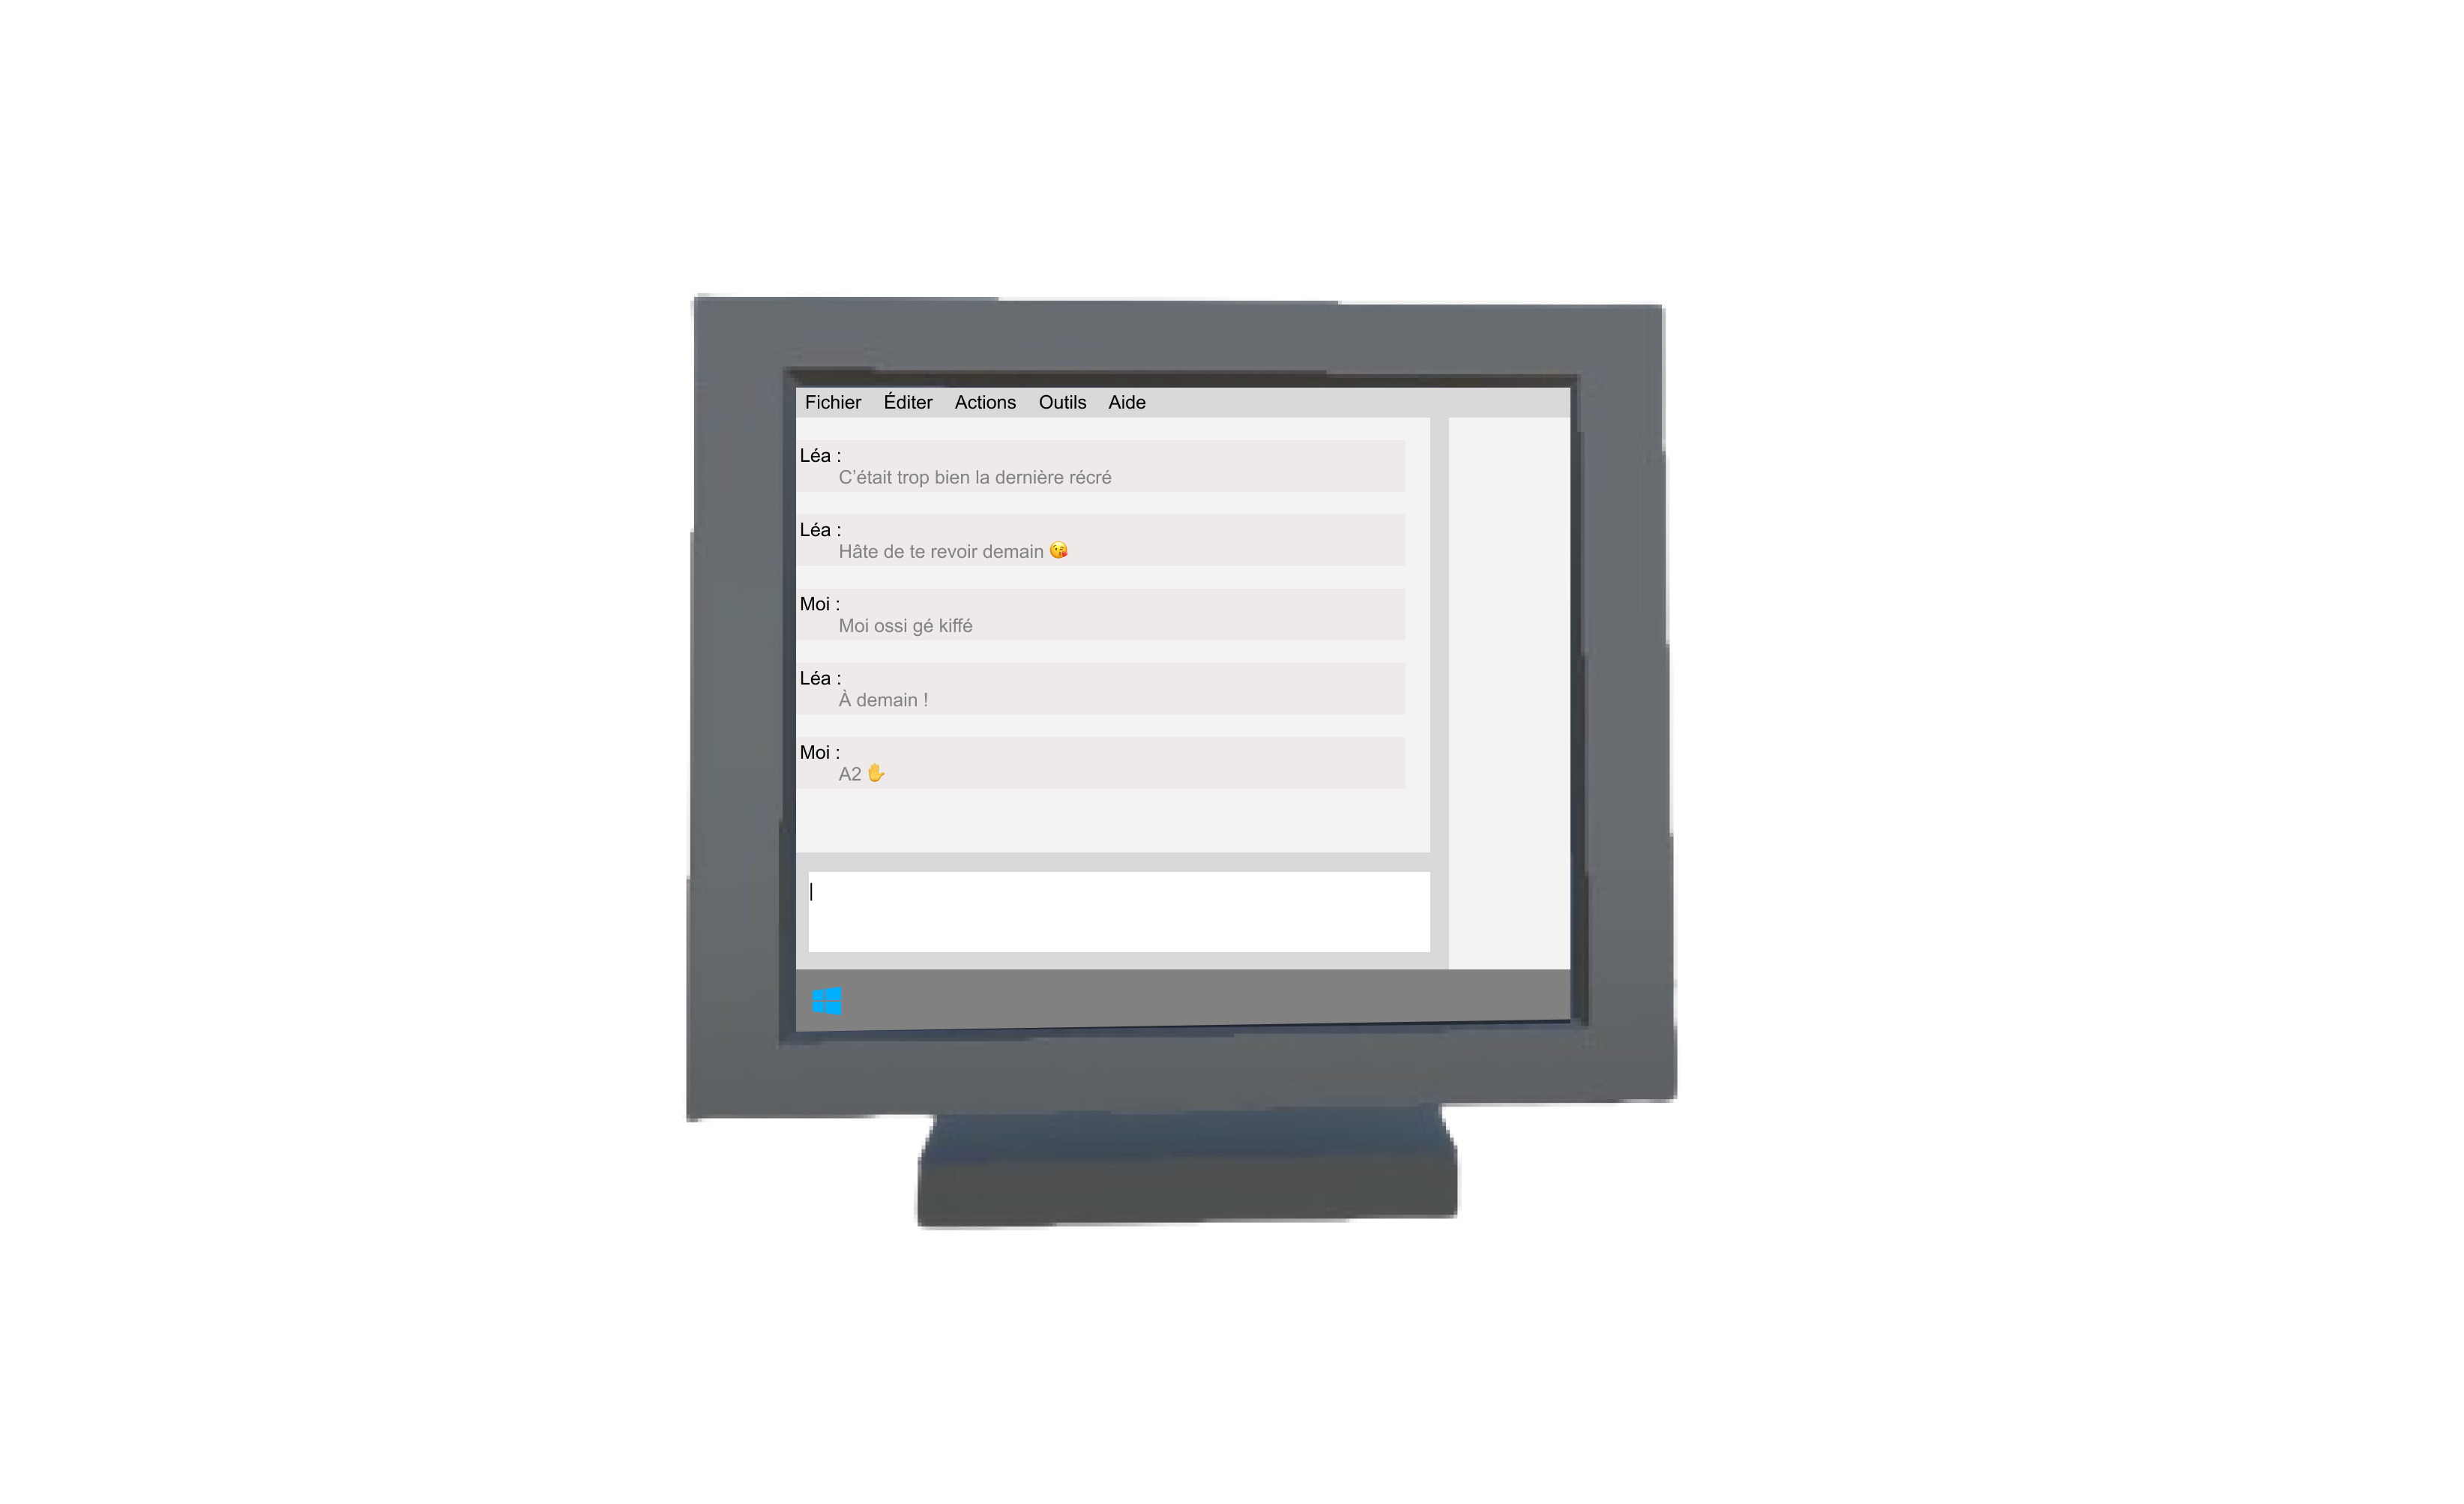 Fichier Éditer Actions Outils Aide
Léa :
C’était trop bien la dernière récré
Léa :
Hâte de te revoir demain 😘
Moi :
Moi ossi gé kiffé
Léa :
À demain !
Moi :
A2 ✋